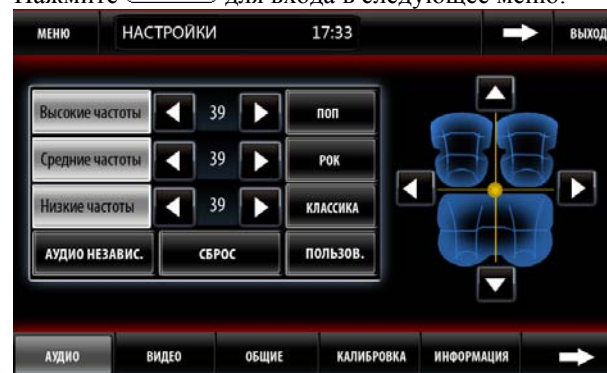 Нажмите для входа в следующее меню.
МЕНЮ НАСТРОЙКИ 17:33 ВЫХОД
Высокие частоты 39 ПОП
Средние частоты 39 РОК
Низкие частоты 39 КЛАССИКА
АУДИО НЕЗАВИС. СБРОС ПОЛЬЗОВ.
АУДИО ВИДЕО ОБЩИЕ КАЛИБРОВКА ИНФОРМАЦИЯ